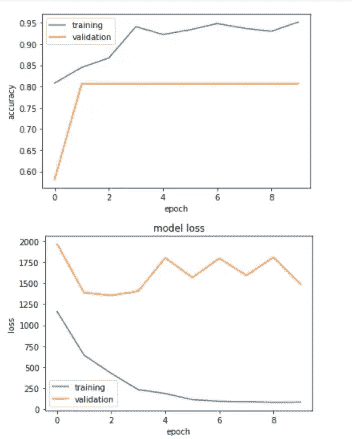 0.95
0.90
0.85
0.80
0.75
0.70
0.65
0.60
accuracy
training
validation
0 2 4 6 8
epoch
model loss
2000
1750
1500
1250
1000
750
500
250
0
loss
training
validation
0 2 4 6 8
epoch